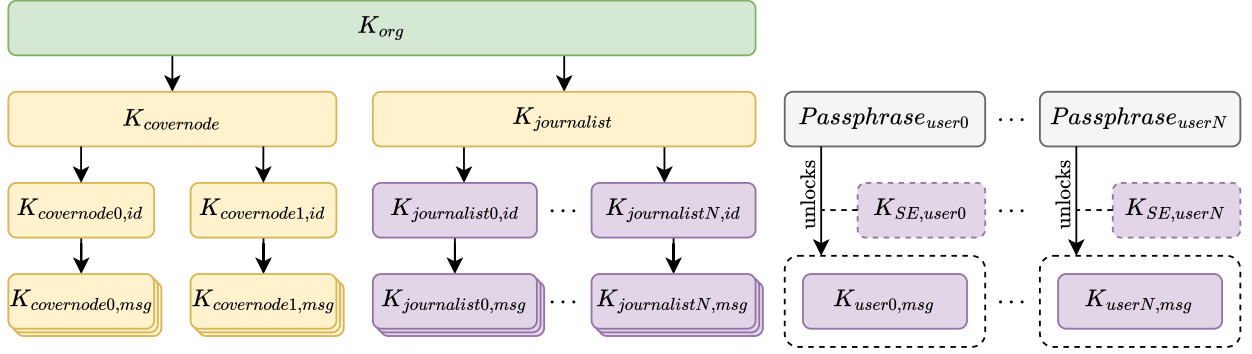 K_org
K_covernode K_journalist Passphrase_user0 ... Passphrase_userN
unlocks unlocks
K_covernode0,id K_covernode1,id K_journalist0,id ... K_journalistN,id K_SE,user0 ... K_SE,userN
K_covernode0,msg K_covernode1,msg K_journalist0,msg ... K_journalistN,msg K_user0,msg ... K_userN,msg